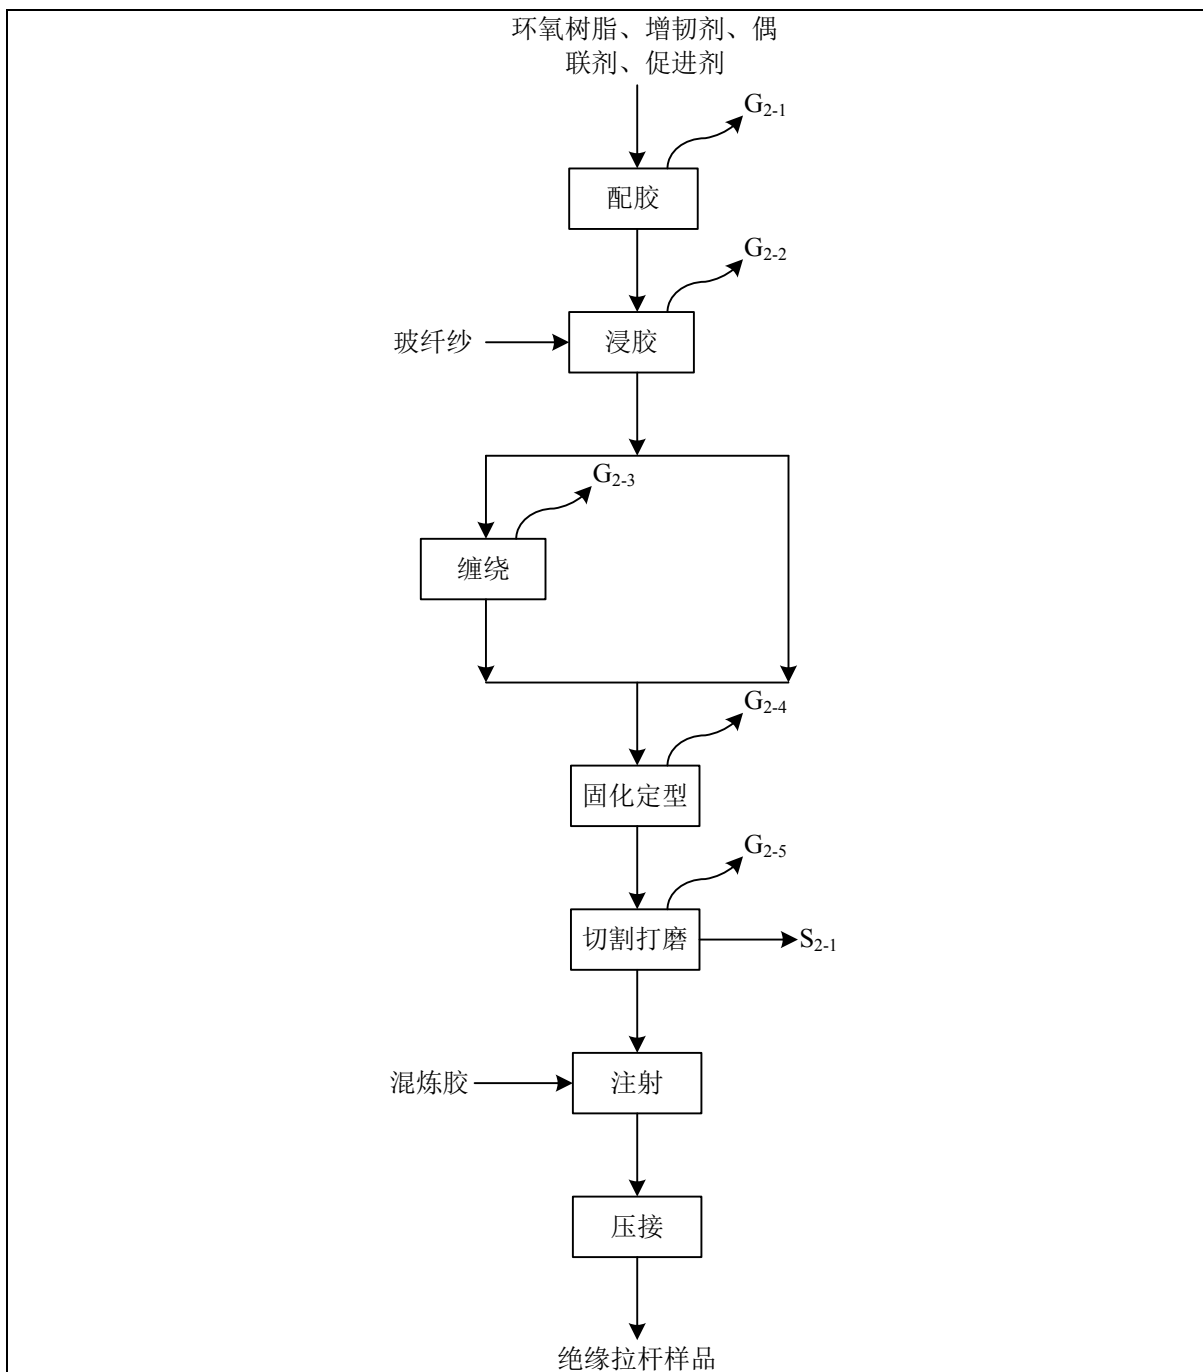 环氧树脂、增韧剂、偶
联剂、促进剂
G2-1
配胶
G2-2
玻纤纱
浸胶
G2-3
缠绕
G2-4
固化定型
G2-5
切割打磨
S2-1
混炼胶
注射
压接
绝缘拉杆样品